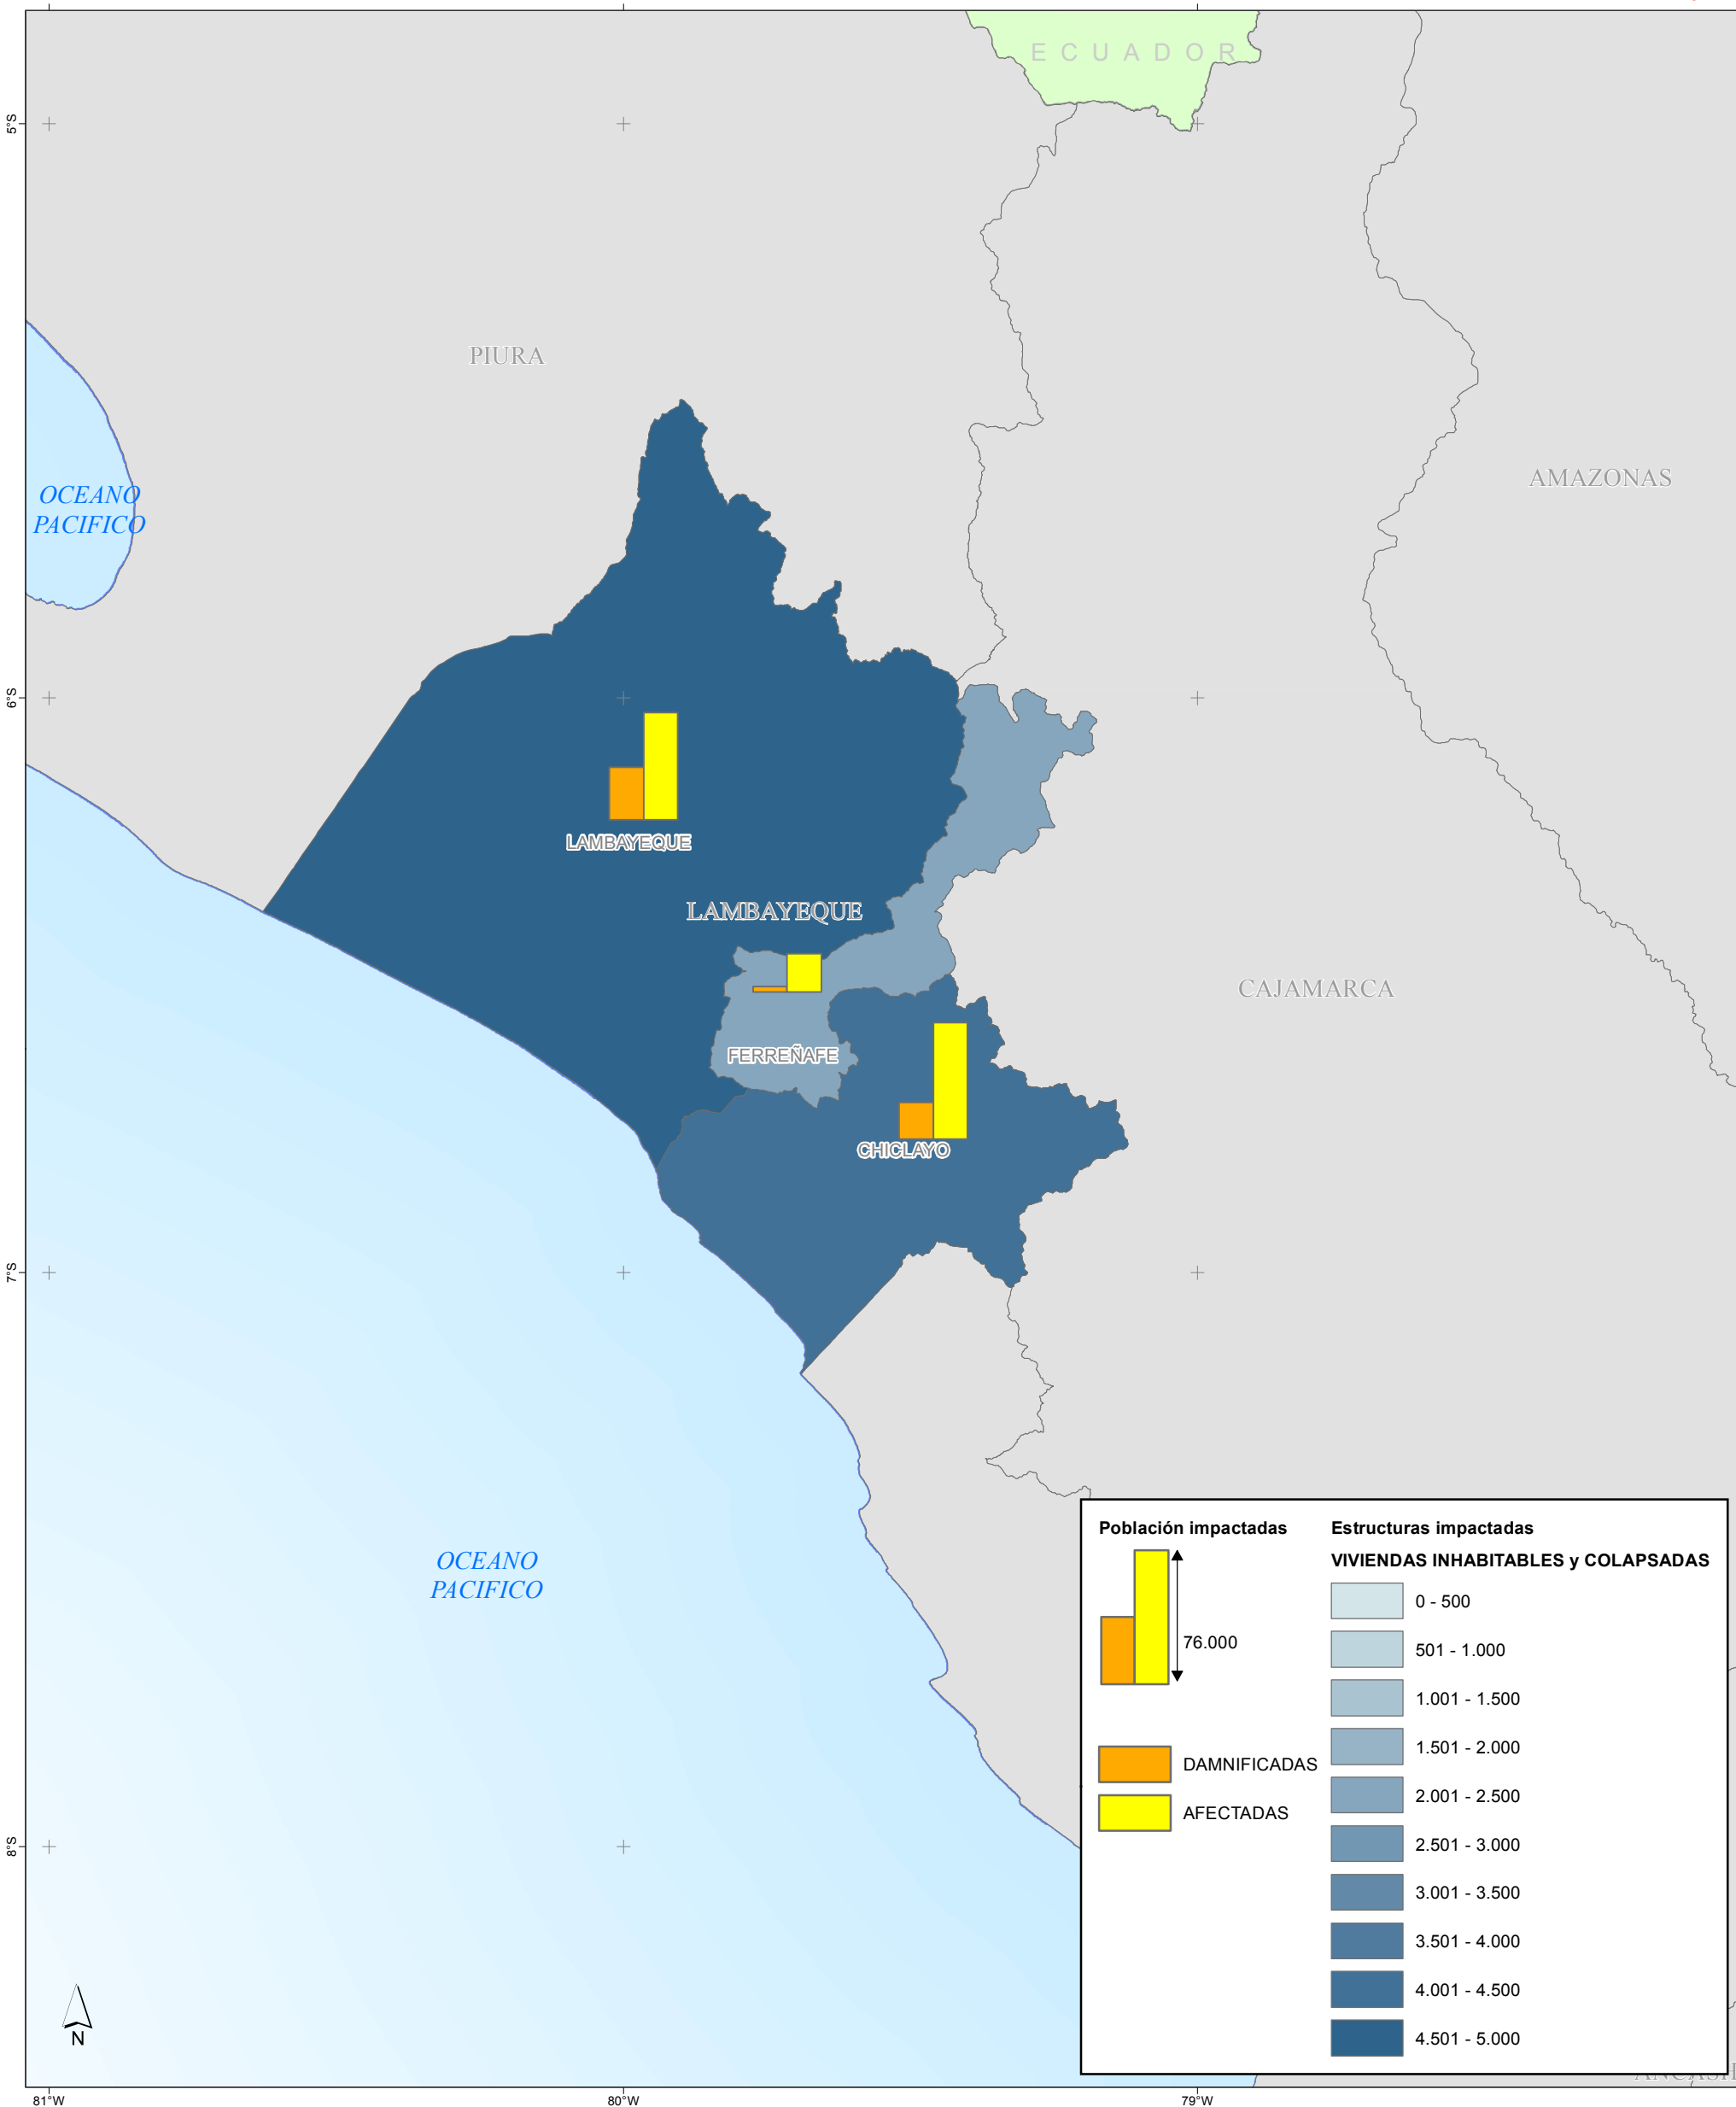 ECUADOR
5°S
PIURA
AMAZONAS
OCEANO
PACIFICO
6°S
LAMBAYEQUE
LAMBAYEQUE
CAJAMARCA
FERREÑAFE
CHICLAYO
7°S
OCEANO
PACIFICO
Población impactadas
76.000
DAMNIFICADAS
AFECTADAS
Estructuras impactadas
VIVIENDAS INHABITABLES y COLAPSADAS
0 - 500
501 - 1.000
1.001 - 1.500
1.501 - 2.000
2.001 - 2.500
2.501 - 3.000
3.001 - 3.500
3.501 - 4.000
4.001 - 4.500
4.501 - 5.000
8°S
N
81°W
80°W
79°W